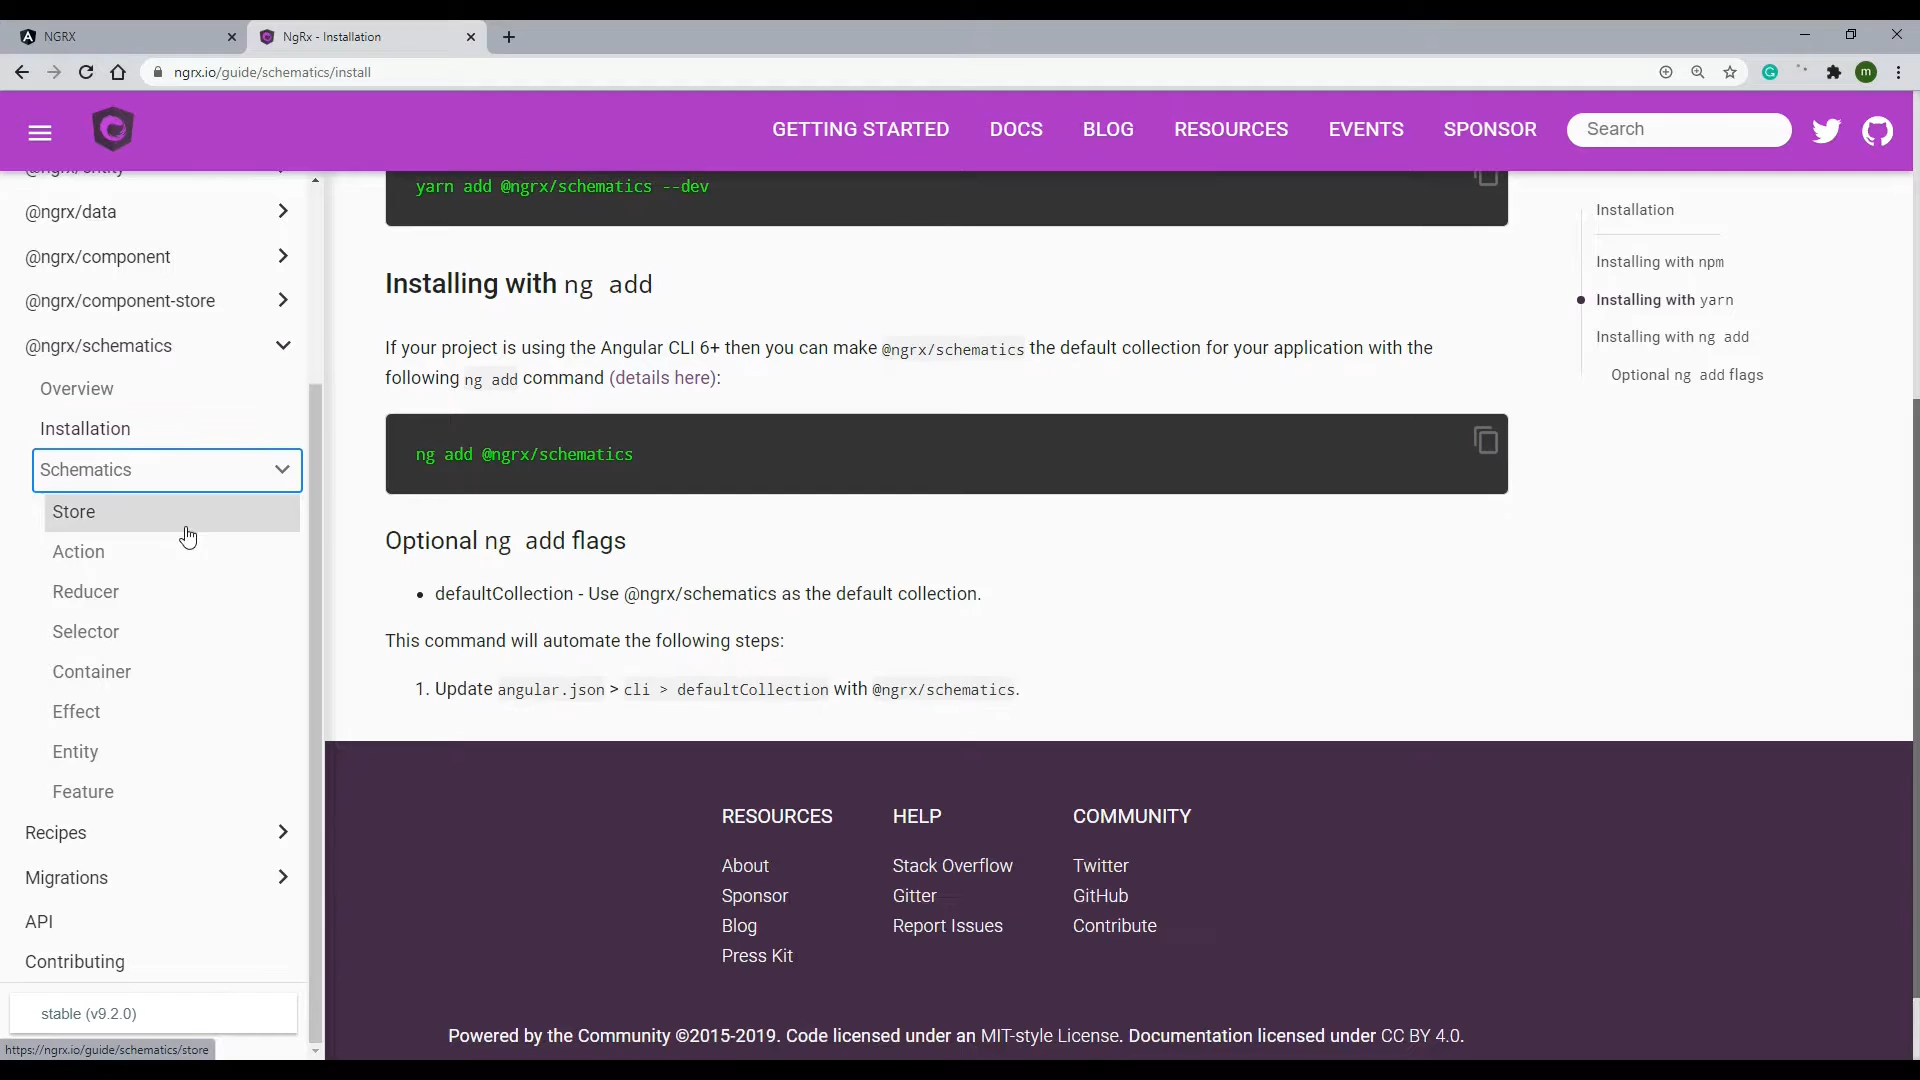 NGRX
NgRx - Installation
ngrx.io/guide/schematics/install
m
GETTING STARTED
DOCS
BLOG
RESOURCES
EVENTS
SPONSOR
Search
@ngrx/entity
@ngrx/data
@ngrx/component
@ngrx/component-store
@ngrx/schematics
Overview
Installation
Schematics
Store
Action
Reducer
Selector
Container
Effect
Entity
Feature
Recipes
Migrations
API
Contributing
stable (v9.2.0)
https://ngrx.io/guide/schematics/store
yarn add @ngrx/schematics --dev
Installing with ng add
If your project is using the Angular CLI 6+ then you can make @ngrx/schematics the default collection for your application with the
following ng add command (details here):
ng add @ngrx/schematics
Optional ng add flags
• defaultCollection - Use @ngrx/schematics as the default collection.
This command will automate the following steps:
1. Update angular.json > cli > defaultCollection with @ngrx/schematics.
Installation
Installing with npm
Installing with yarn
Installing with ng add
Optional ng add flags
RESOURCES
About
Sponsor
Blog
Press Kit
HELP
Stack Overflow
Gitter
Report Issues
COMMUNITY
Twitter
GitHub
Contribute
Powered by the Community ©2015-2019. Code licensed under an MIT-style License. Documentation licensed under CC BY 4.0.